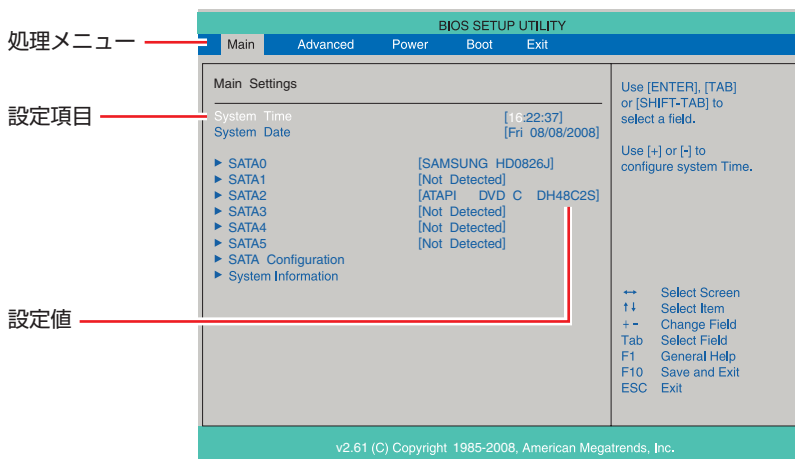 処理メニュー
設定項目
設定値
BIOS SETUP UTILITY
Main Advanced Power Boot Exit
Main Settings
System Time [16:22:37]
System Date [Fri 08/08/2008]
SATA0 [SAMSUNG HD0826J]
SATA1 [Not Detected]
SATA2 [ATAPI DVD C DH48C2S]
SATA3 [Not Detected]
SATA4 [Not Detected]
SATA5 [Not Detected]
SATA Configuration
System Information
Use [ENTER], [TAB]
or [SHIFT-TAB] to
select a field.
Use [+] or [-] to
configure system Time.
↔ Select Screen
↑↓ Select Item
+ - Change Field
Tab Select Field
F1 General Help
F10 Save and Exit
ESC Exit
v2.61 (C) Copyright 1985-2008, American Megatrends, Inc.